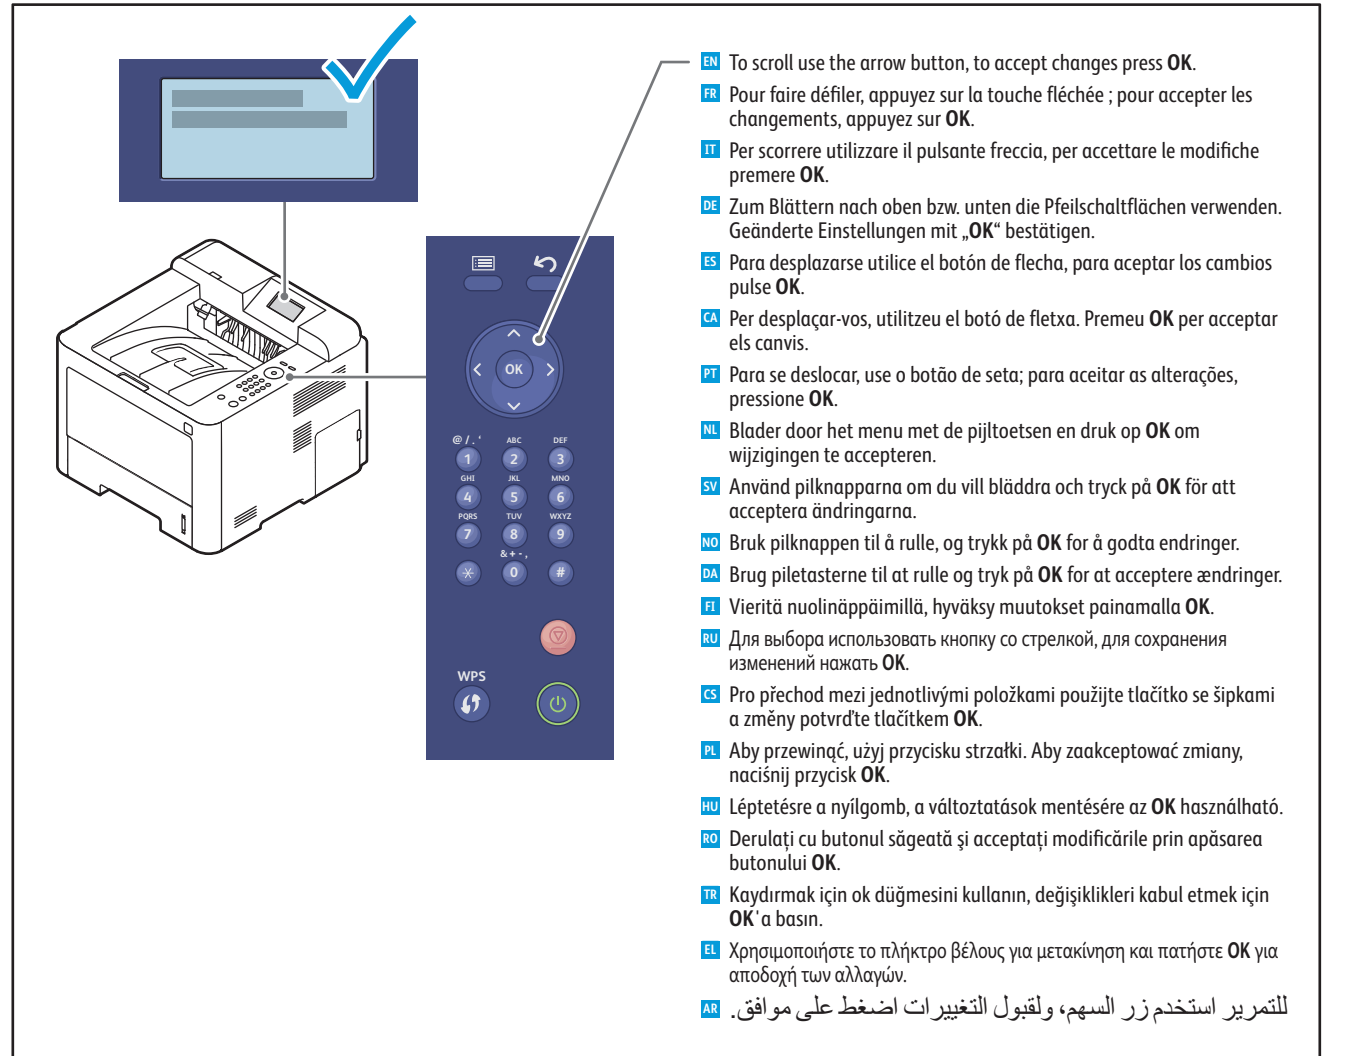 EN To scroll use the arrow button, to accept changes press OK.
FR Pour faire défiler, appuyez sur la touche fléchée ; pour accepter les
changements, appuyez sur OK.
IT Per scorrere utilizzare il pulsante freccia, per accettare le modifiche
premere OK.
DE Zum Blättern nach oben bzw. unten die Pfeilschaltflächen verwenden.
Geänderte Einstellungen mit „OK“ bestätigen.
ES Para desplazarse utilice el botón de flecha, para aceptar los cambios
pulse OK.
CA Per desplaçar-vos, utilitzeu el botó de fletxa. Premeu OK per acceptar
els canvis.
PT Para se deslocar, use o botão de seta; para aceitar as alterações,
pressione OK.
NL Blader door het menu met de pijltoetsen en druk op OK om
wijzigingen te accepteren.
SV Använd pilknapparna om du vill bläddra och tryck på OK för att
acceptera ändringarna.
NO Bruk pilknappen til å rulle, og trykk på OK for å godta endringer.
DA Brug piletasterne til at rulle og tryk på OK for at acceptere ændringer.
FI Vieritä nuolinäppäimillä, hyväksy muutokset painamalla OK.
RU Для выбора использовать кнопку со стрелкой, для сохранения
изменений нажать OK.
CS Pro přechod mezi jednotlivými položkami použijte tlačítko se šipkami
a změny potvrďte tlačítkem OK.
PL Aby przewinąć, użyj przycisku strzałki. Aby zaakceptować zmiany,
naciśnij przycisk OK.
HU Léptetésre a nyílgomb, a változtatások mentésére az OK használható.
RO Derulați cu butonul săgeată și acceptați modificările prin apăsarea
butonului OK.
TR Kaydırmak için ok düğmesini kullanın, değişiklikleri kabul etmek için
OK'a basın.
EL Χρησιμοποιήστε το πλήκτρο βέλους για μετακίνηση και πατήστε OK για
αποδοχή των αλλαγών.
AR للتمرير استخدم زر السهم، ولقبول التغييرات اضغط على موافق.
OK
@ / . ‘ ABC DEF
1 2 3
GHI JKL MNO
4 5 6
PQRS TUV WXYZ
7 8 9
& + - ,
* 0 #
WPS